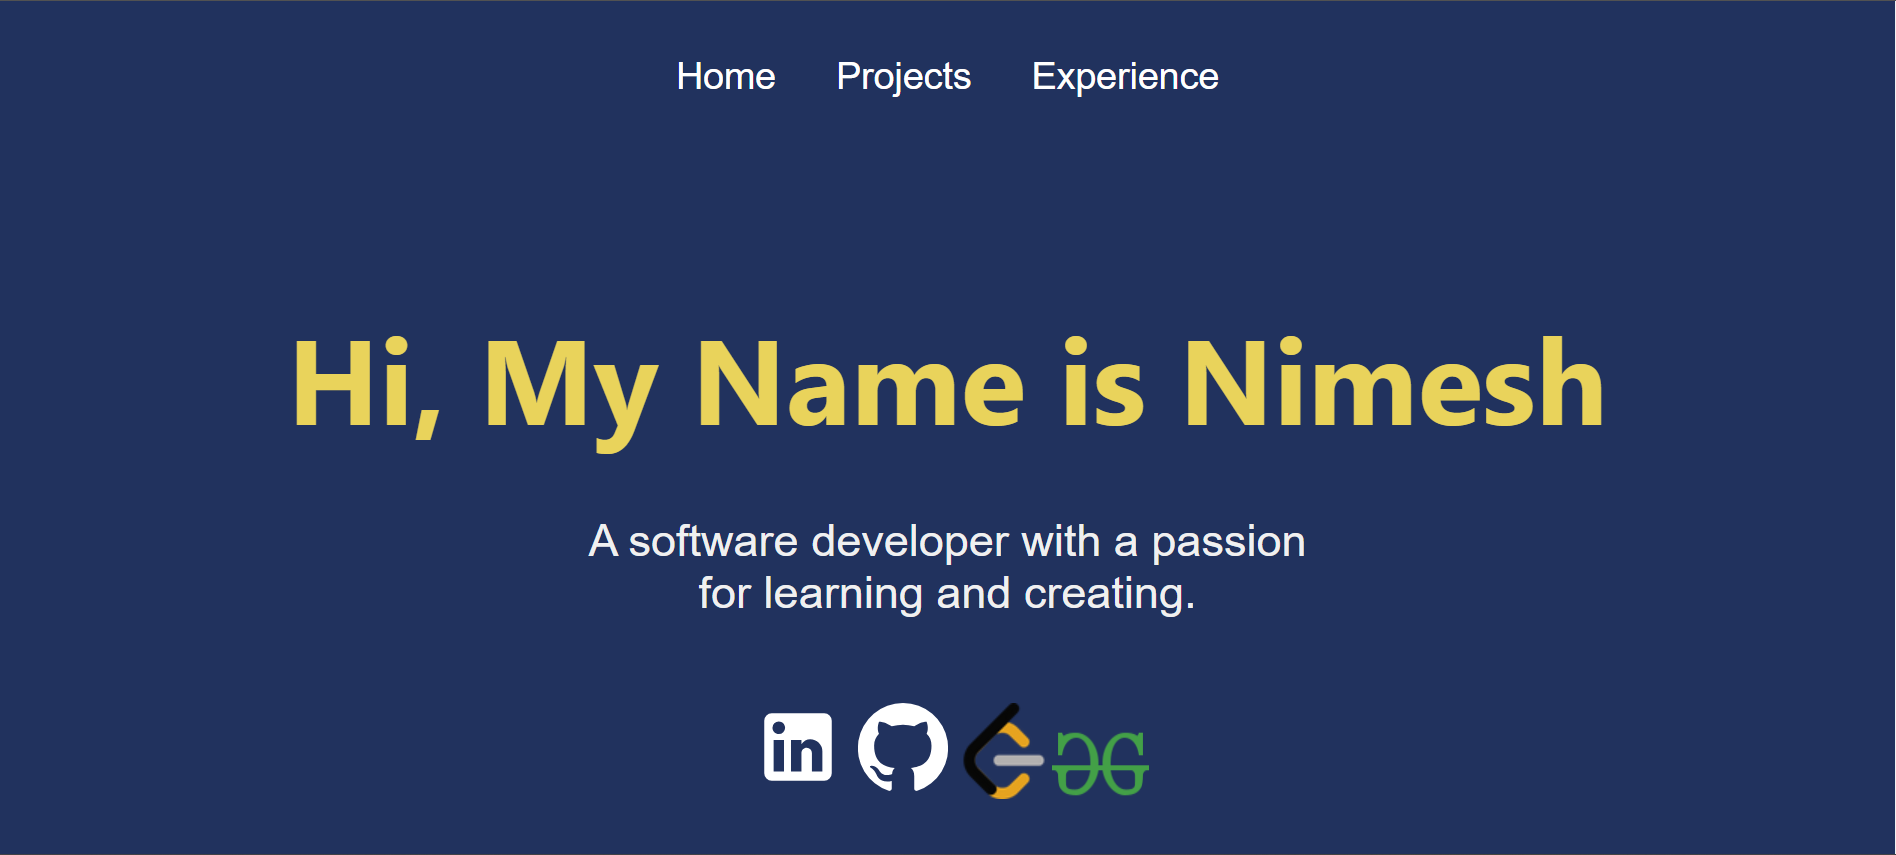 Home Projects Experience
Hi, My Name is Nimesh
A software developer with a passion
for learning and creating.
in